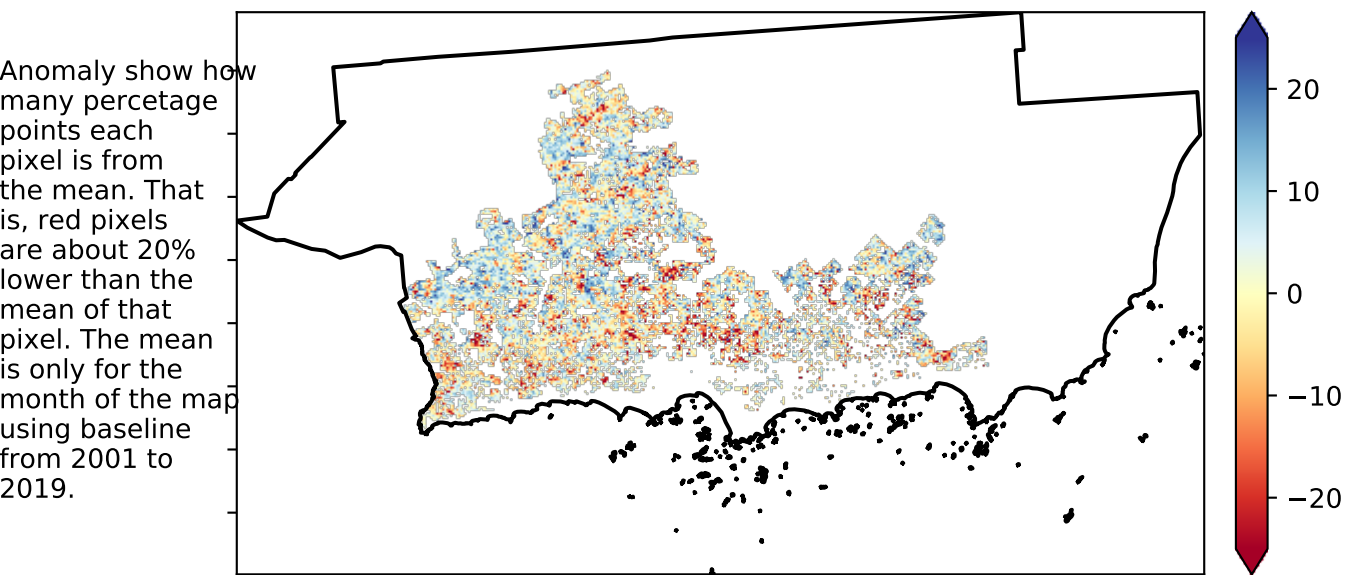 Anomaly show how
many percetage
points each
pixel is from
the mean. That
is, red pixels
are about 20%
lower than the
mean of that
pixel. The mean
is only for the
month of the map
using baseline
from 2001 to
2019.
20
10
0
−10
−20